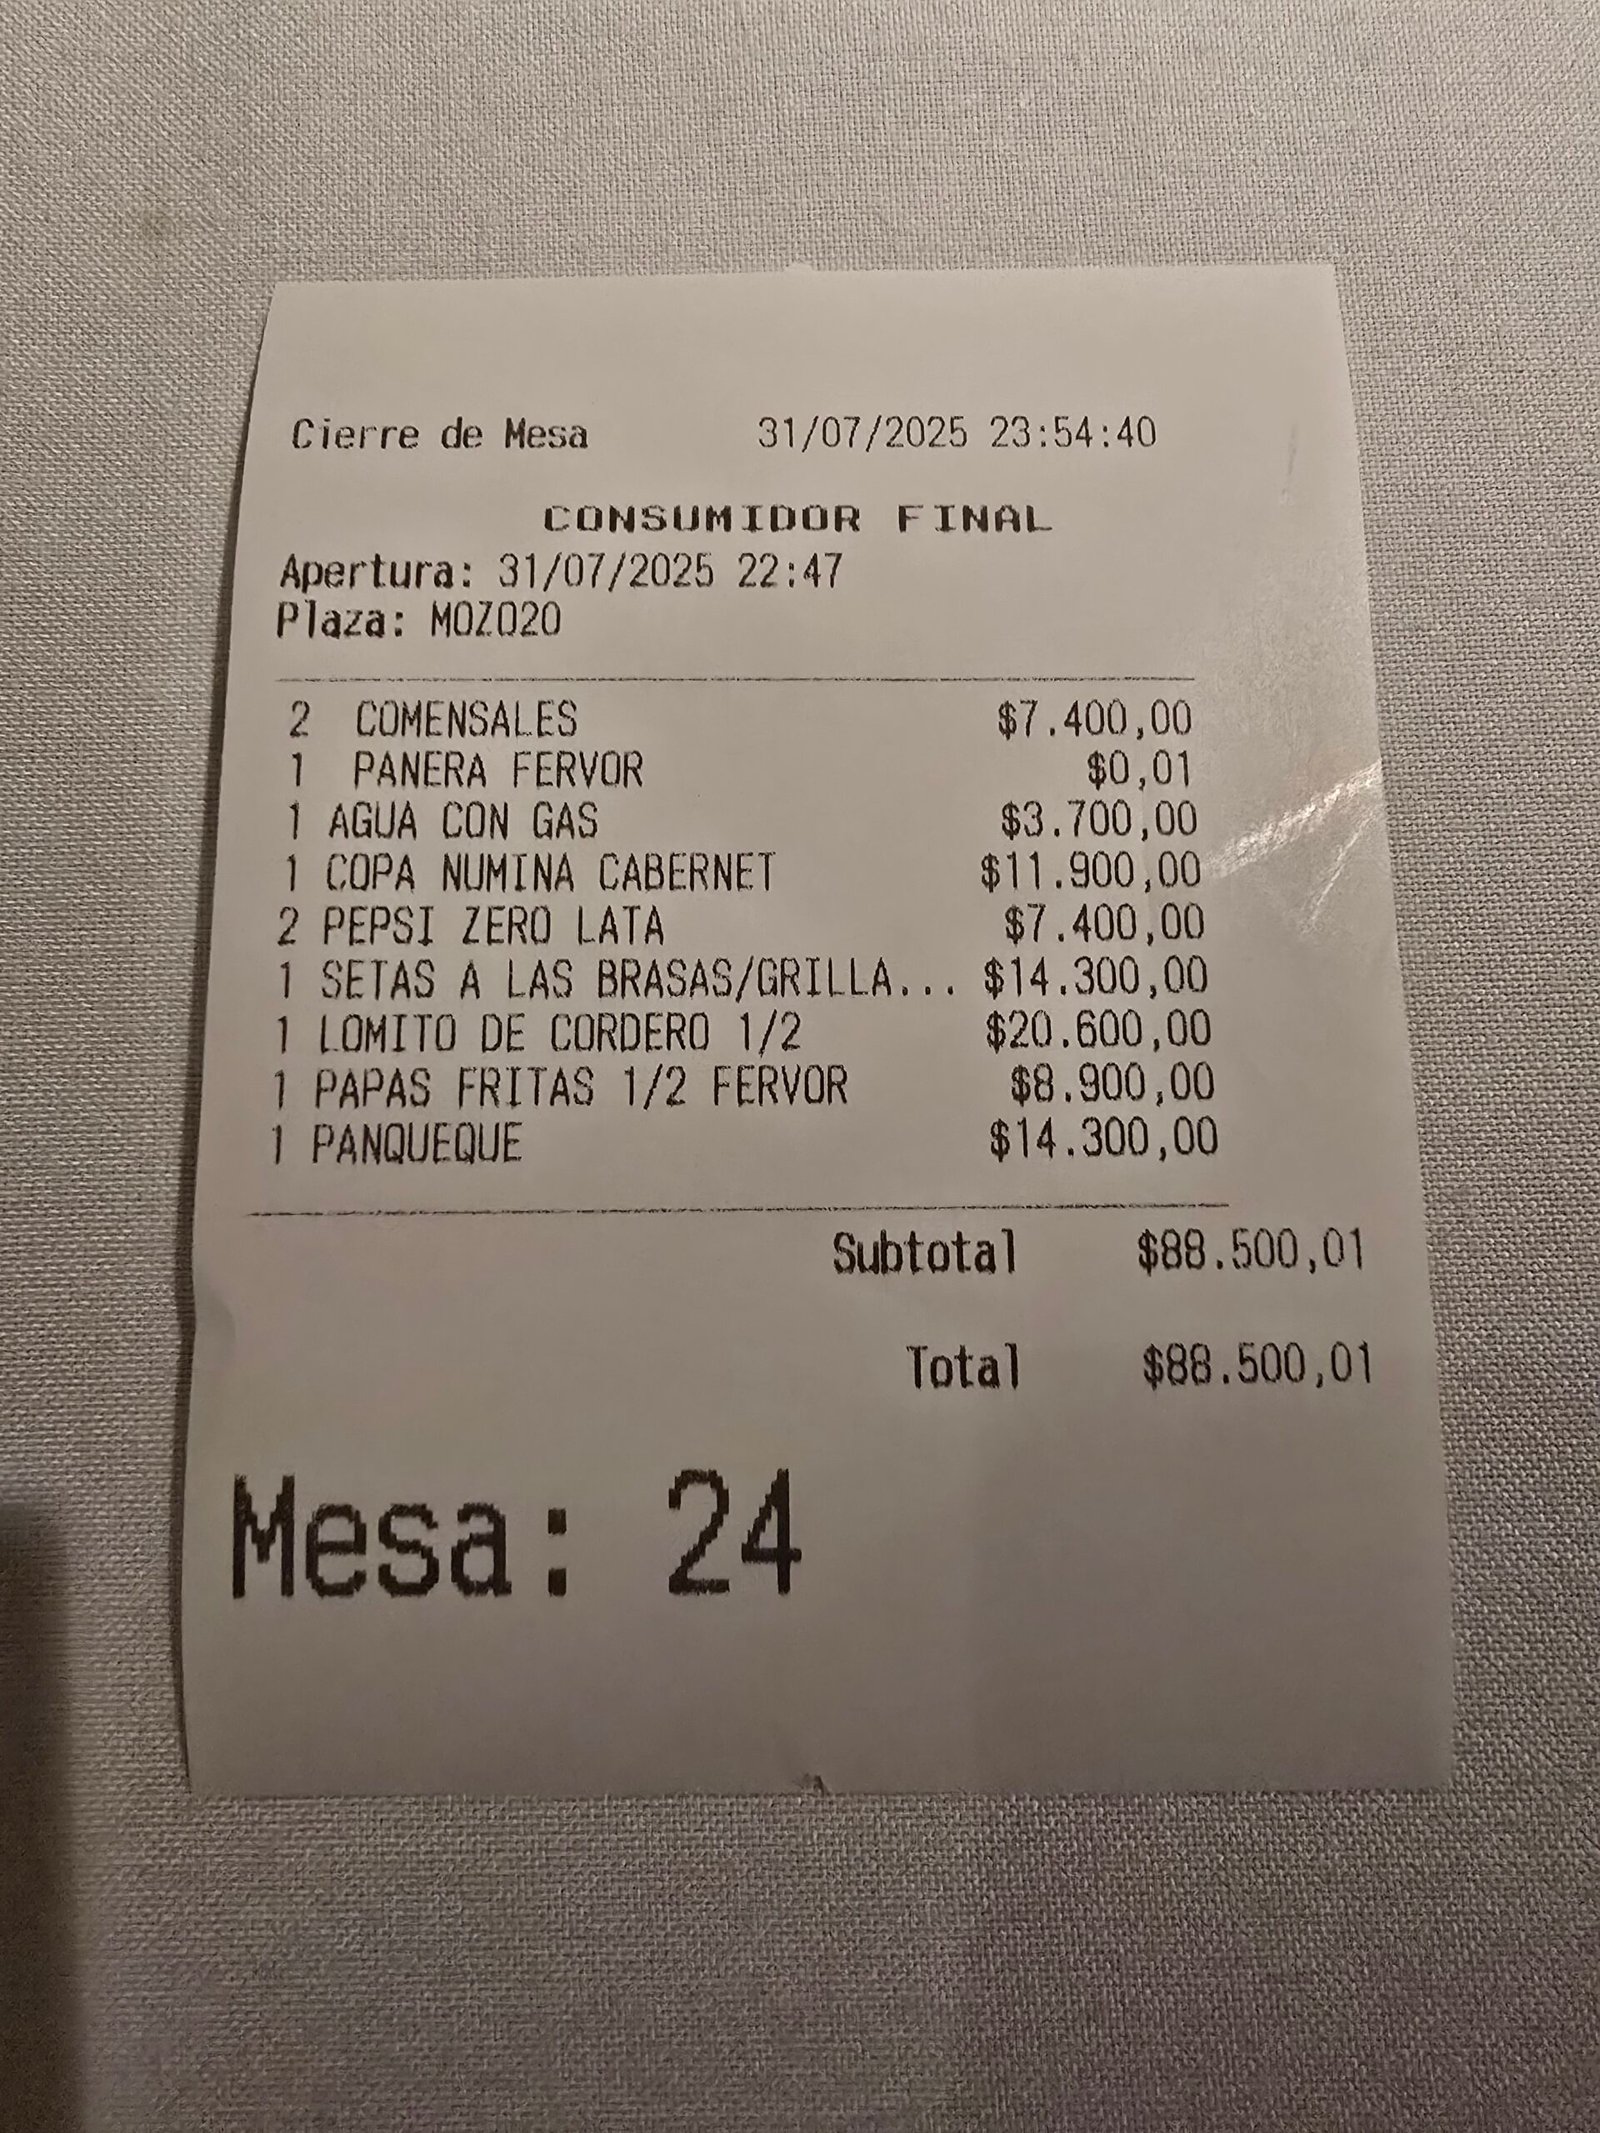 Cierre de Mesa 31/07/2025 23:54:40
CONSUMIDOR FINAL
Apertura: 31/07/2025 22:47
Plaza: MOZO20
2 COMENSALES $7.400,00
1 PANERA FERVOR $0,01
1 AGUA CON GAS $3.700,00
1 COPA NUMINA CABERNET $11.900,00
2 PEPSI ZERO LATA $7.400,00
1 SETAS A LAS BRASAS/GRILLA... $14.300,00
1 LOMITO DE CORDERO 1/2 $20.600,00
1 PAPAS FRITAS 1/2 FERVOR $8.900,00
1 PANQUEQUE $14.300,00
Subtotal $88.500,01
Total $88.500,01
Mesa: 24